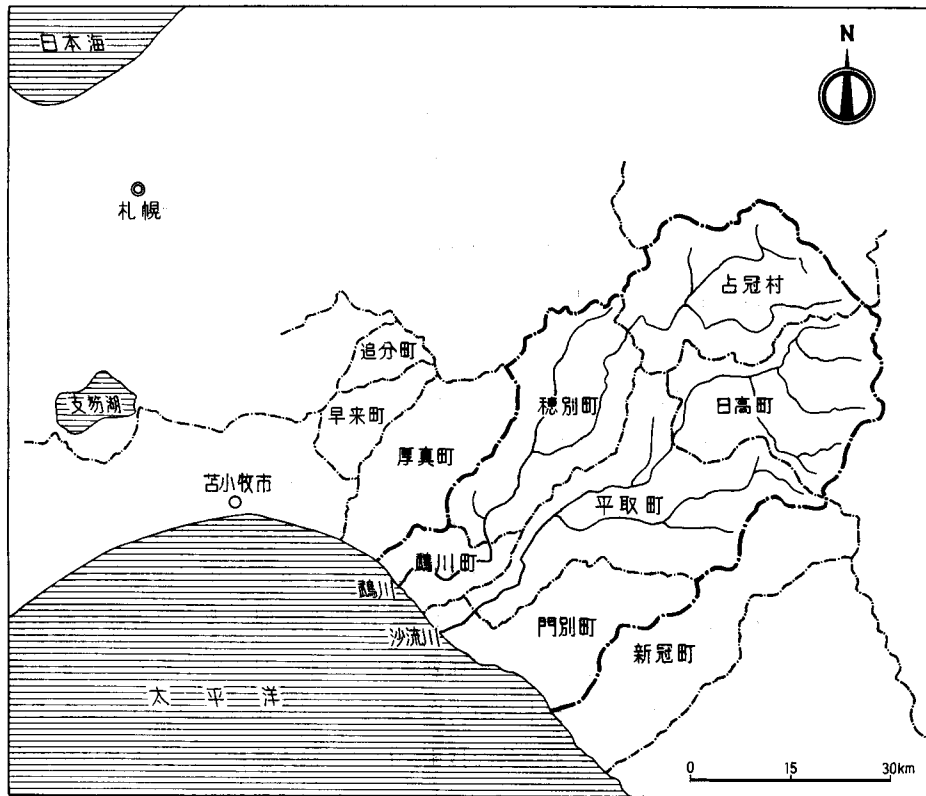 日本海
N
札幌
占冠村
追分町
支笏湖
早来町
穂別町
日高町
厚真町
苫小牧市
平取町
鵡川町
鵡川
沙流川
門別町
新冠町
太平洋
0 15 30km